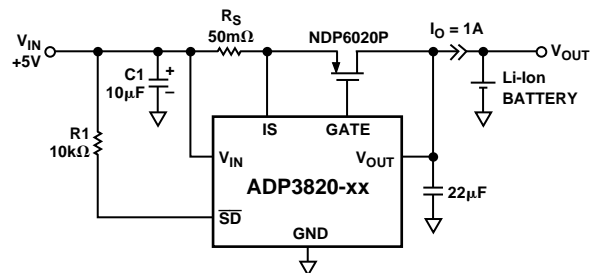 V_IN
+5V
R_S
50mΩ
NDP6020P
I_O = 1A
V_OUT
C1
10μF
+
–
Li-Ion
BATTERY
R1
10kΩ
IS
GATE
V_IN
V_OUT
ADP3820-xx
22μF
S̅D̅
GND